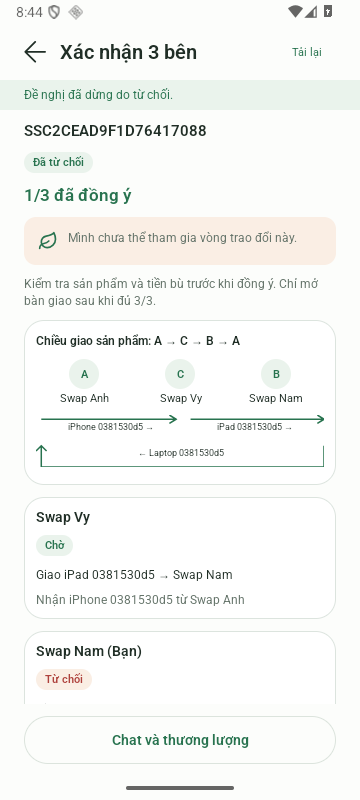 8:44
Xác nhận 3 bên
Tải lại
Đề nghị đã dừng do từ chối.
SSC2CEAD9F1D76417088
Đã từ chối
1/3 đã đồng ý
Mình chưa thể tham gia vòng trao đổi này.
Kiểm tra sản phẩm và tiền bù trước khi đồng ý. Chỉ mở
bàn giao sau khi đủ 3/3.
Chiều giao sản phẩm: A → C → B → A
A
C
B
Swap Anh
Swap Vy
Swap Nam
iPhone 0381530d5 →
iPad 0381530d5 →
← Laptop 0381530d5
Swap Vy
Chờ
Giao iPad 0381530d5 → Swap Nam
Nhận iPhone 0381530d5 từ Swap Anh
Swap Nam (Bạn)
Từ chối
Chat và thương lượng